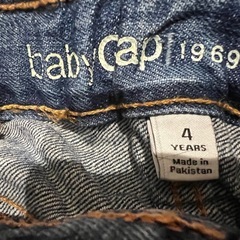 babyGap | 1969
4
YEARS
Made in
Pakistan